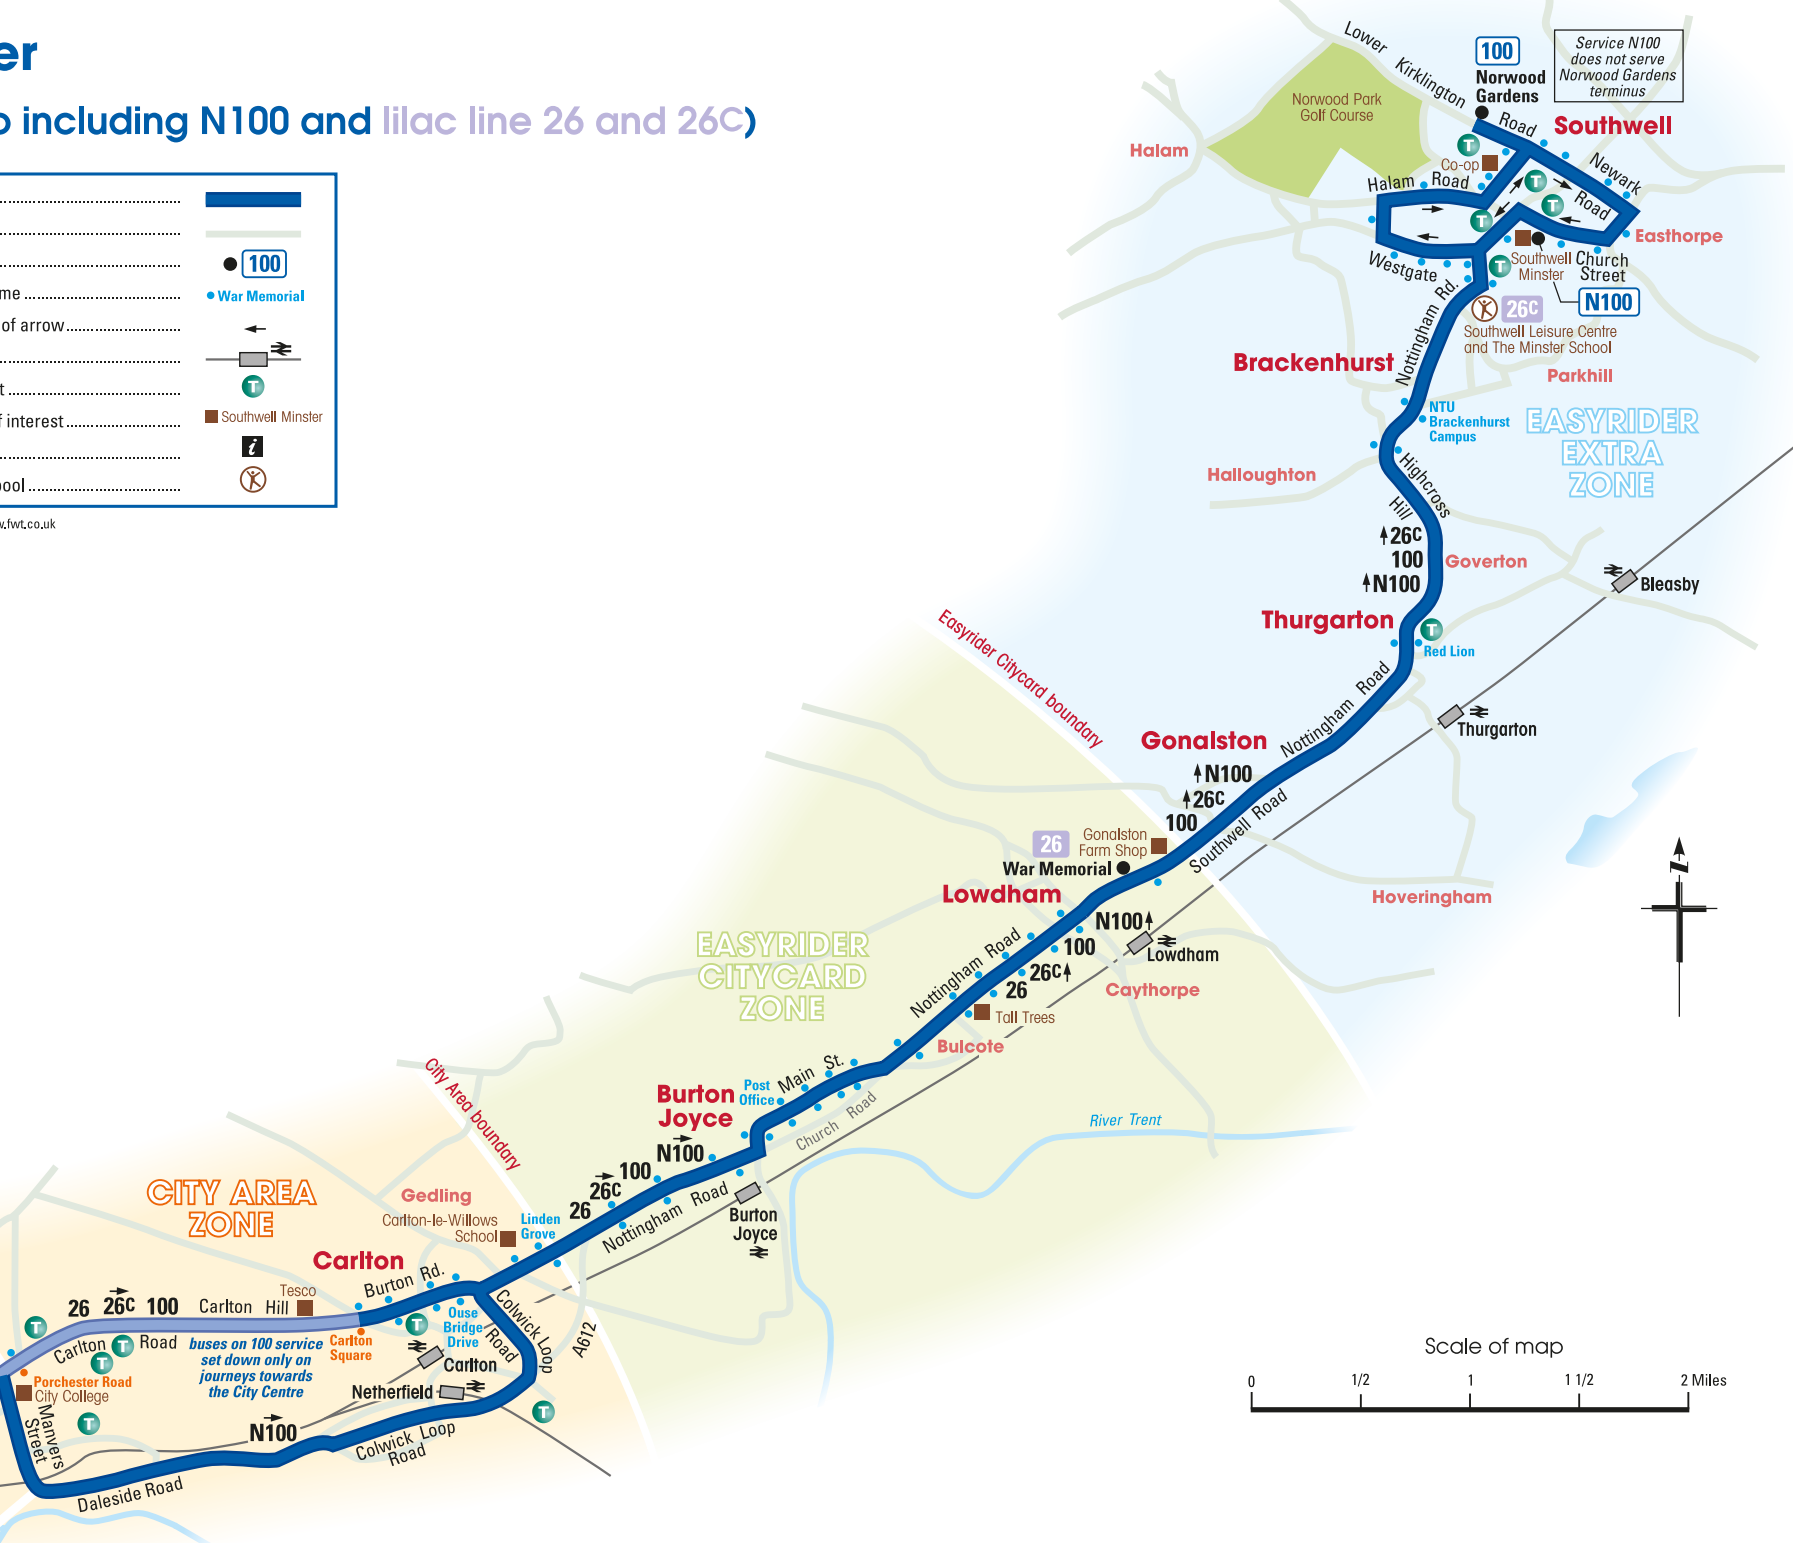 er
o including N100 and lilac line 26 and 26C)
100
me
War Memorial
of arrow
t
T
f interest
Southwell Minster
i
pool
w.fwt.co.uk
Lower Kirklington Road
100
Norwood
Gardens
Service N100
does not serve
Norwood Gardens
terminus
Southwell
Norwood Park
Golf Course
Halam
T
Co-op
Halam Road
Newark Road
T
T
T
Easthorpe
Westgate
T
Southwell
Minster
Church
Street
N100
26C
Southwell Leisure Centre
and The Minster School
Nottingham Rd.
Brackenhurst
Parkhill
NTU
Brackenhurst
Campus
EASYRIDER
EXTRA
ZONE
Halloughton
Highcross
Hill
26C
100
N100
Goverton
Bleasby
Thurgarton
T
Red Lion
Easyrider Citycard boundary
Nottingham Road
Thurgarton
Gonalston
N100
26C
100
Southwell Road
26
Gonalston
Farm Shop
War Memorial
Lowdham
Hoveringham
n
N100
100
Lowdham
26C
26
Nottingham Road
EASYRIDER
CITYCARD
ZONE
Caythorpe
Tall Trees
Bulcote
City Area boundary
Burton
Joyce
Post
Office
Main St.
Church Road
River Trent
N100
100
26C
26
Nottingham Road
Burton
Joyce
CITY AREA
ZONE
Gedling
Carlton-le-Willows
School
Linden
Grove
Carlton
Burton Rd.
Tesco
26 26C 100 Carlton Hill
T
Carlton Road
T
T
buses on 100 service
set down only on
journeys towards
the City Centre
Carlton
Square
T
Ouse
Bridge
Drive
Colwick Loop
Road
A612
Carlton
Netherfield
Porchester Road
City College
T
Manvers
Street
N100
T
Colwick Loop
Road
Daleside Road
Scale of map
0 1/2 1 1 1/2 2 Miles